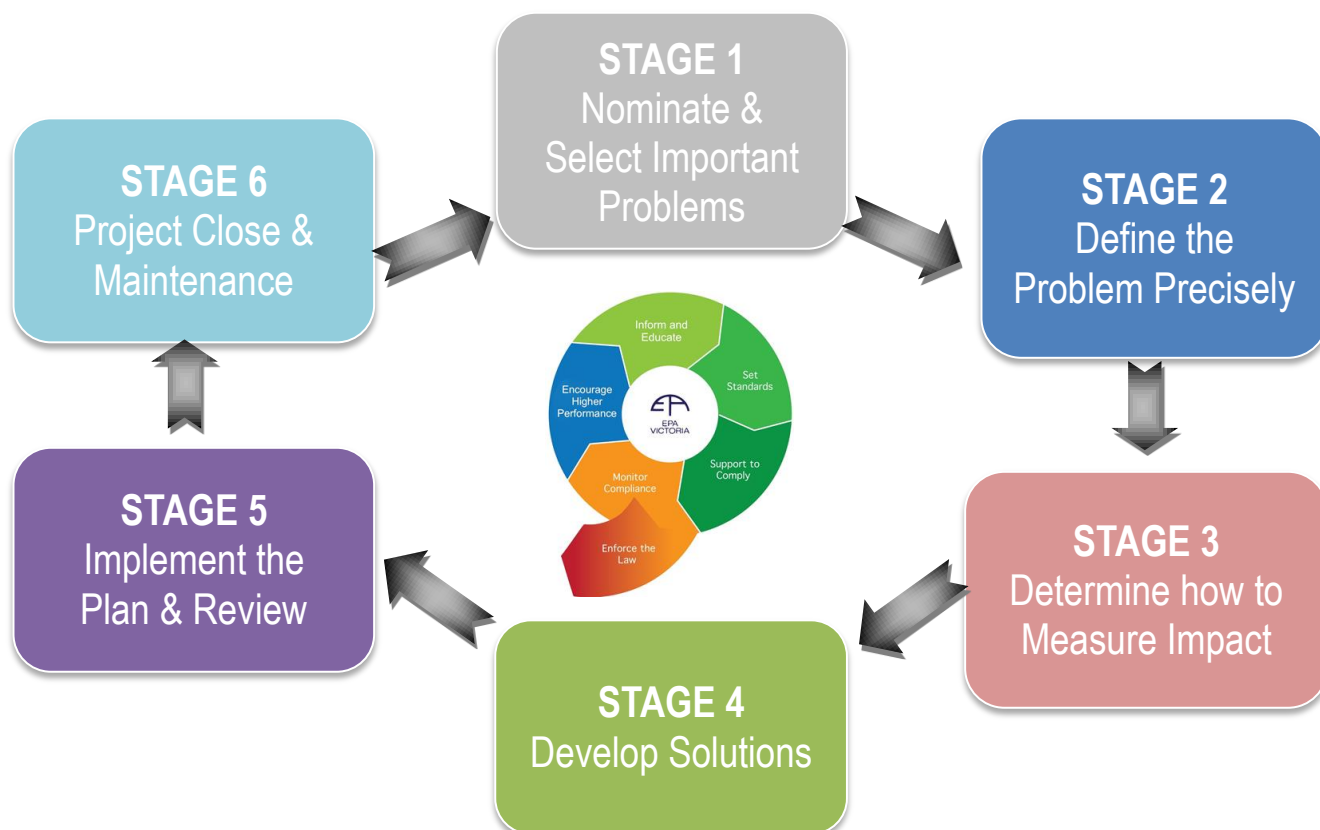 STAGE 1
Nominate &
Select Important
Problems
STAGE 2
Define the
Problem Precisely
STAGE 3
Determine how to
Measure Impact
STAGE 4
Develop Solutions
STAGE 5
Implement the
Plan & Review
STAGE 6
Project Close &
Maintenance
Inform and
Educate
Set
Standards
Support to
Comply
Monitor
Compliance
Enforce the
Law
Encourage
Higher
Performance
EPA
VICTORIA